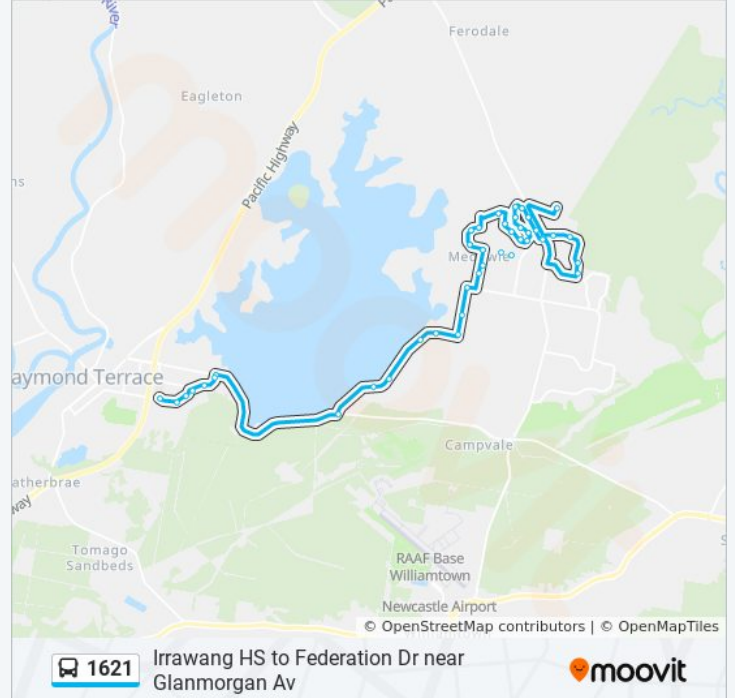 River
Ferodale
Eagleton
Pacific Highway
Medowie
aymond Terrace
Campvale
atherbrae
way
Tomago
Sandbeds
RAAF Base
Williamtown
Newcastle Airport
© OpenStreetMap contributors | © OpenMapTiles
1621
Irrawang HS to Federation Dr near
Glanmorgan Av
moovit